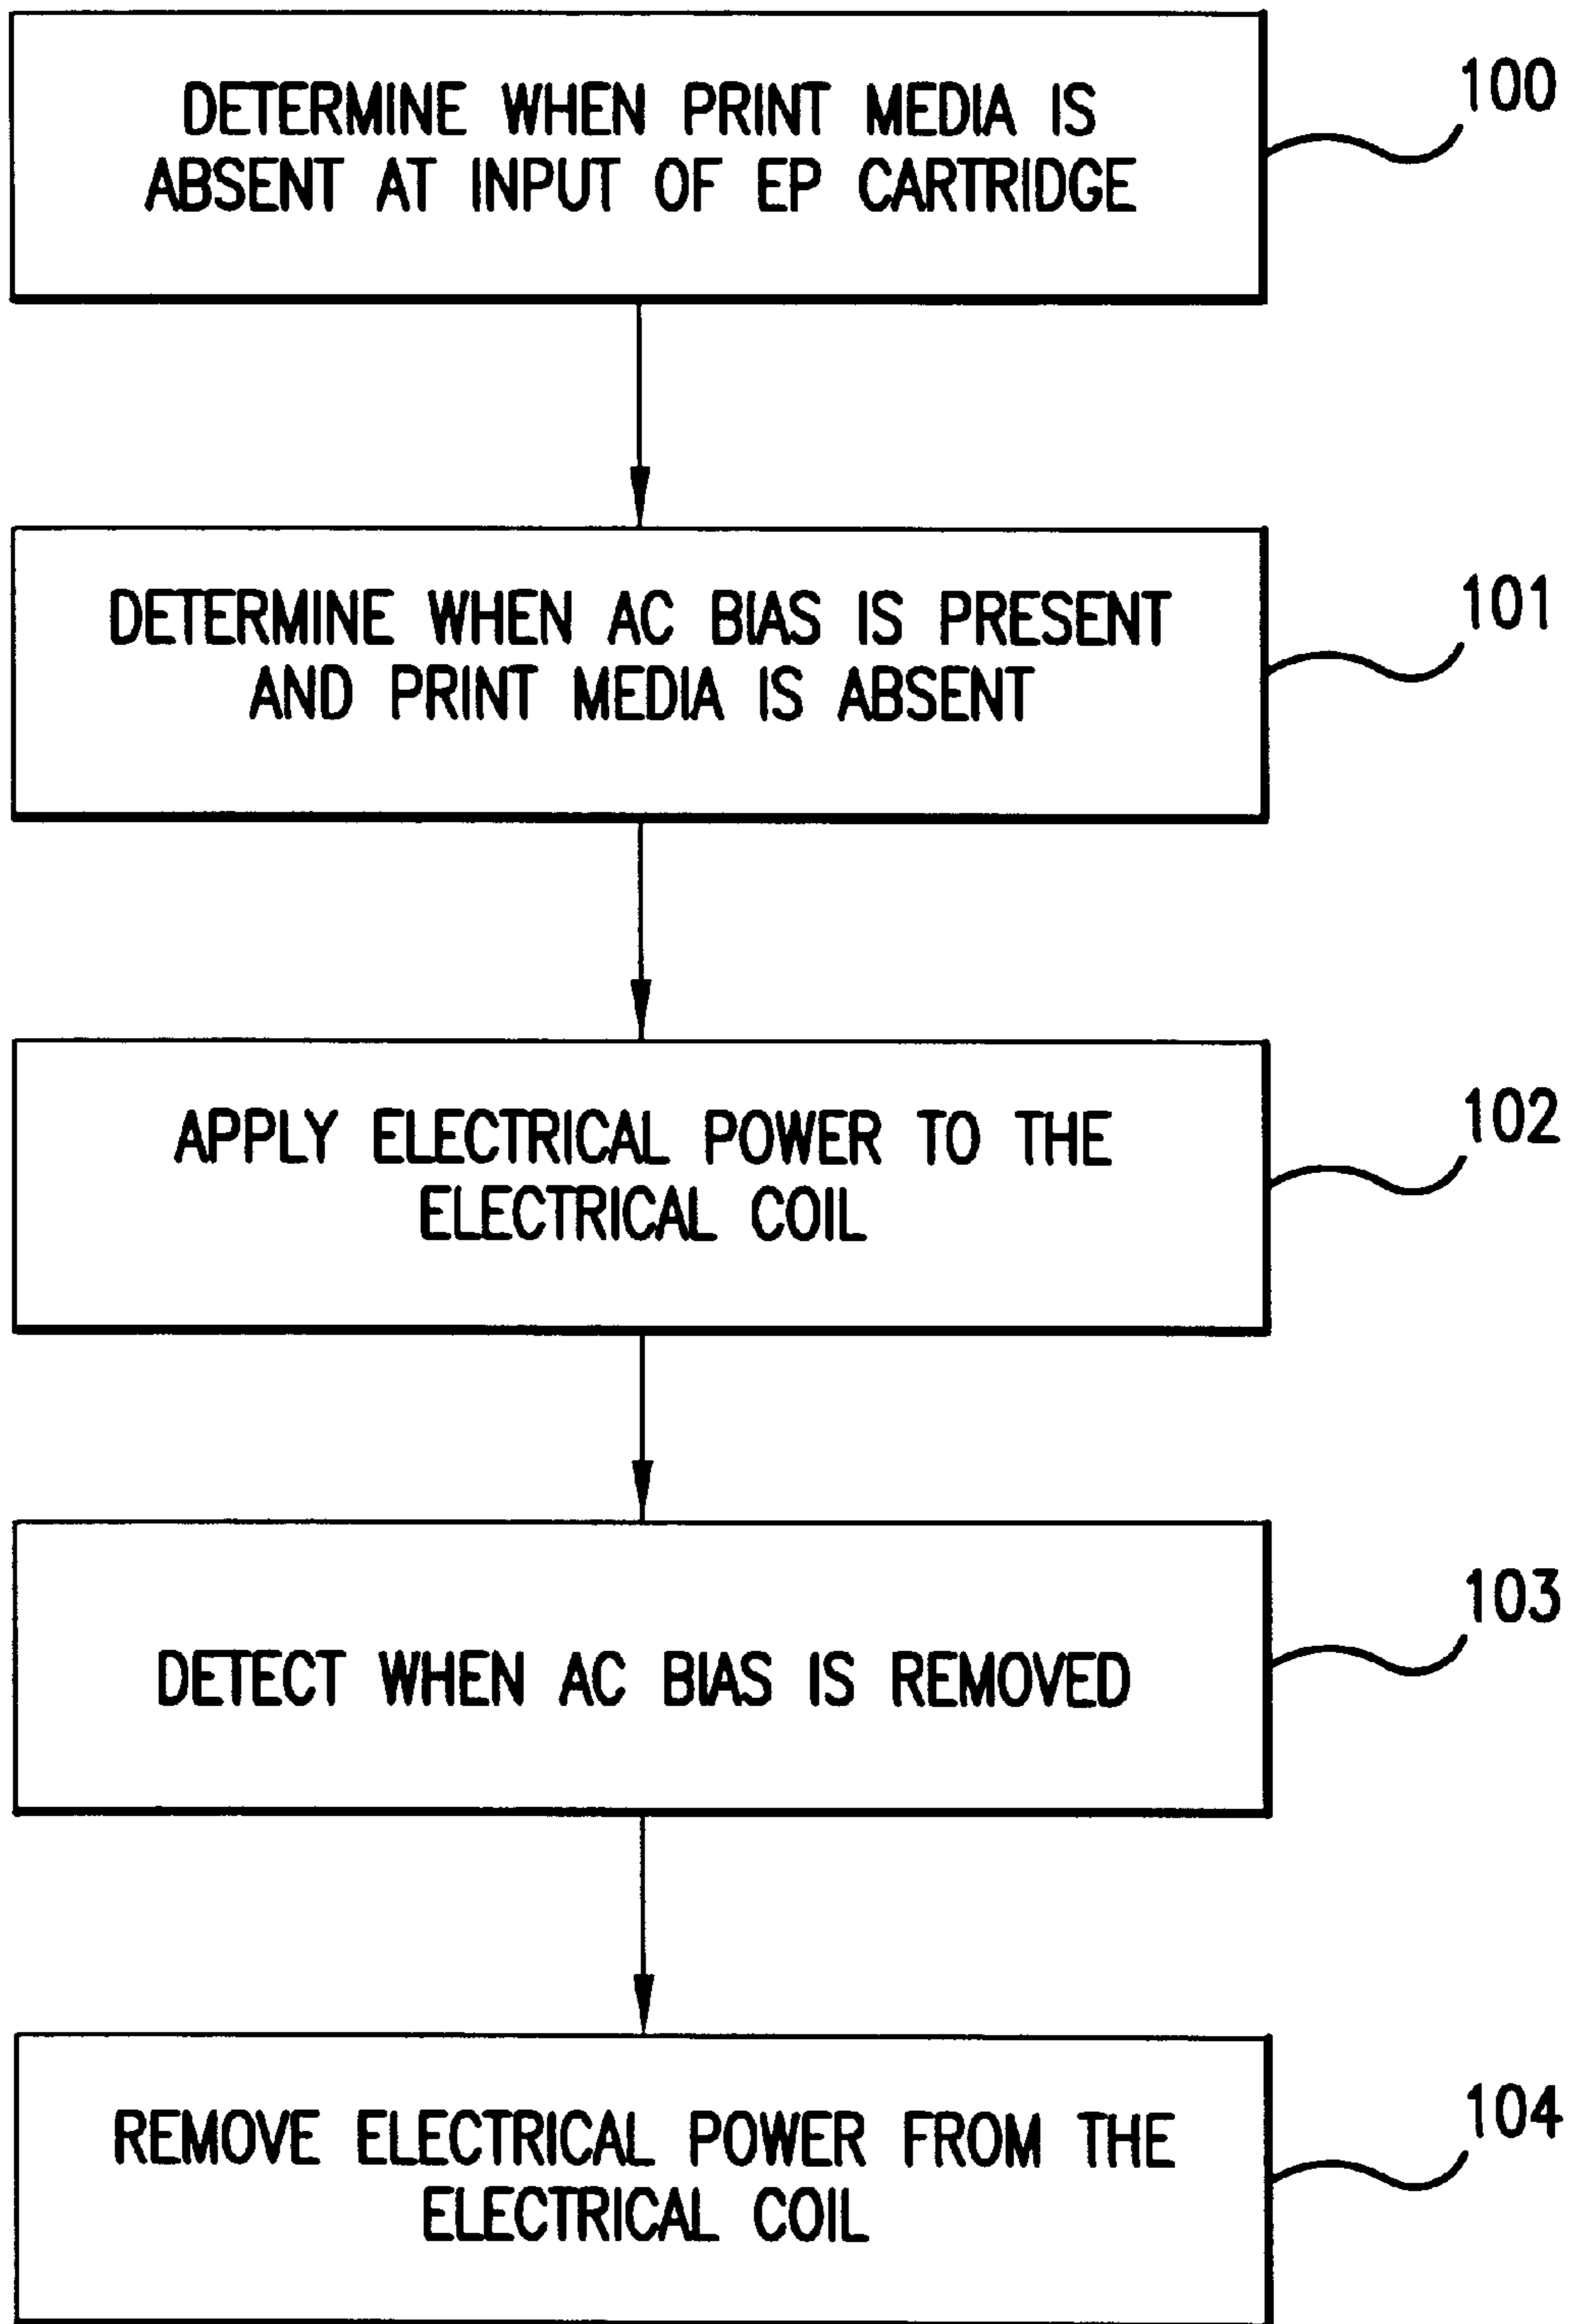 DETERMINE WHEN PRINT MEDIA IS
ABSENT AT INPUT OF EP CARTRIDGE
100
DETERMINE WHEN AC BIAS IS PRESENT
AND PRINT MEDIA IS ABSENT
101
APPLY ELECTRICAL POWER TO THE
ELECTRICAL COIL
102
DETECT WHEN AC BIAS IS REMOVED
103
REMOVE ELECTRICAL POWER FROM THE
ELECTRICAL COIL
104